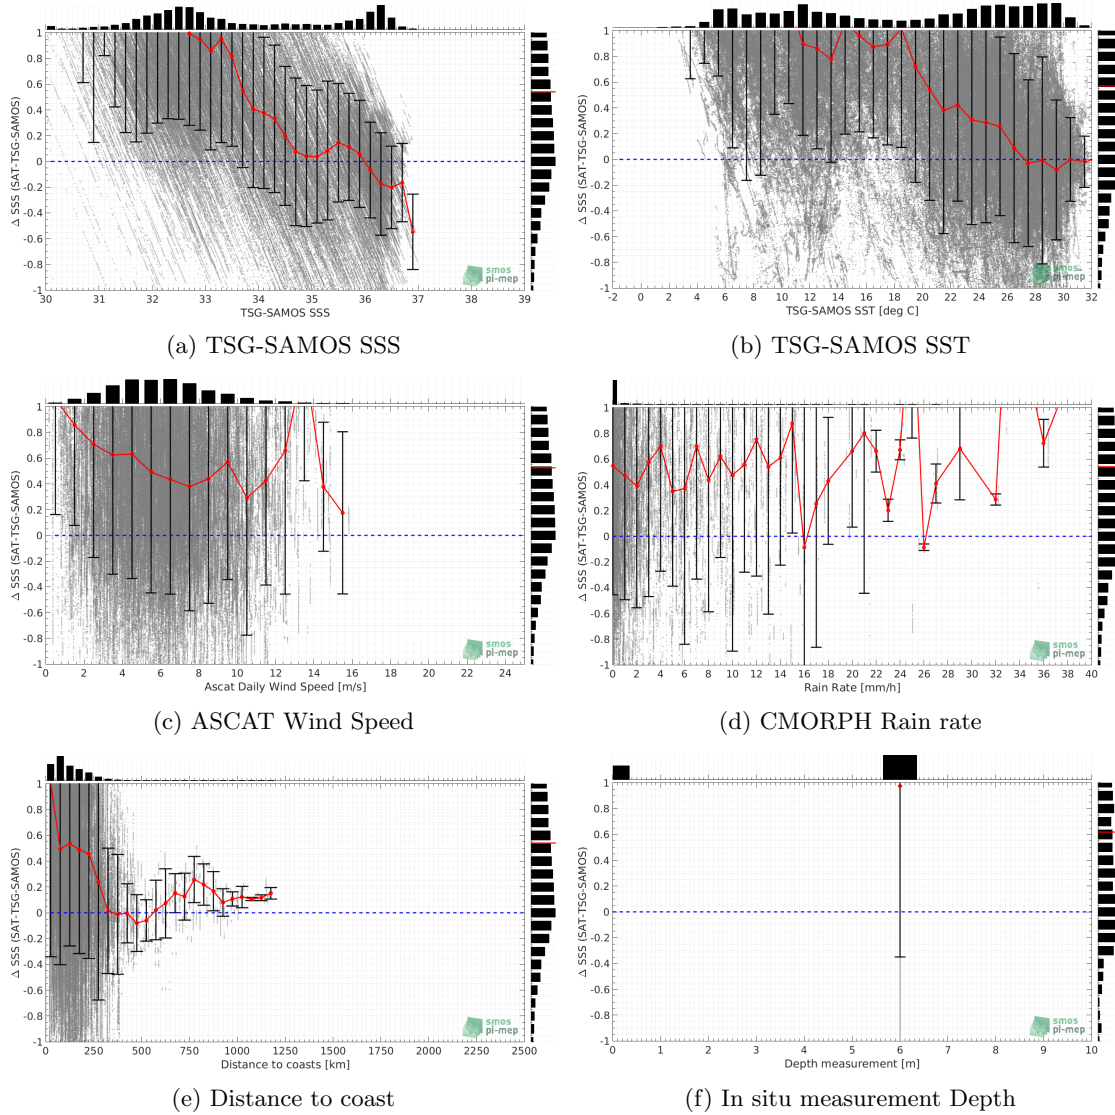 1
0.8
0.6
0.4
0.2
0
-0.2
-0.4
-0.6
-0.8
-1
Δ SSS (SAT-TSG-SAMOS)
30 31 32 33 34 35 36 37 38 39
TSG-SAMOS SSS
smos
pi-mep
(a) TSG-SAMOS SSS
1
0.8
0.6
0.4
0.2
0
-0.2
-0.4
-0.6
-0.8
-1
Δ SSS (SAT-TSG-SAMOS)
-2 0 2 4 6 8 10 12 14 16 18 20 22 24 26 28 30 32
TSG-SAMOS SST [deg C]
smos
pi-mep
(b) TSG-SAMOS SST
1
0.8
0.6
0.4
0.2
0
-0.2
-0.4
-0.6
-0.8
-1
Δ SSS (SAT-TSG-SAMOS)
0 2 4 6 8 10 12 14 16 18 20 22 24
Ascat Daily Wind Speed [m/s]
smos
pi-mep
(c) ASCAT Wind Speed
1
0.8
0.6
0.4
0.2
0
-0.2
-0.4
-0.6
-0.8
-1
Δ SSS (SAT-TSG-SAMOS)
0 2 4 6 8 10 12 14 16 18 20 22 24 26 28 30 32 34 36 38 40
Rain Rate [mm/h]
smos
pi-mep
(d) CMORPH Rain rate
1
0.8
0.6
0.4
0.2
0
-0.2
-0.4
-0.6
-0.8
-1
Δ SSS (SAT-TSG-SAMOS)
0 250 500 750 1000 1250 1500 1750 2000 2250 2500
Distance to coasts [km]
smos
pi-mep
(e) Distance to coast
1
0.8
0.6
0.4
0.2
0
-0.2
-0.4
-0.6
-0.8
-1
Δ SSS (SAT-TSG-SAMOS)
0 1 2 3 4 5 6 7 8 9 10
Depth measurement [m]
smos
pi-mep
(f) In situ measurement Depth